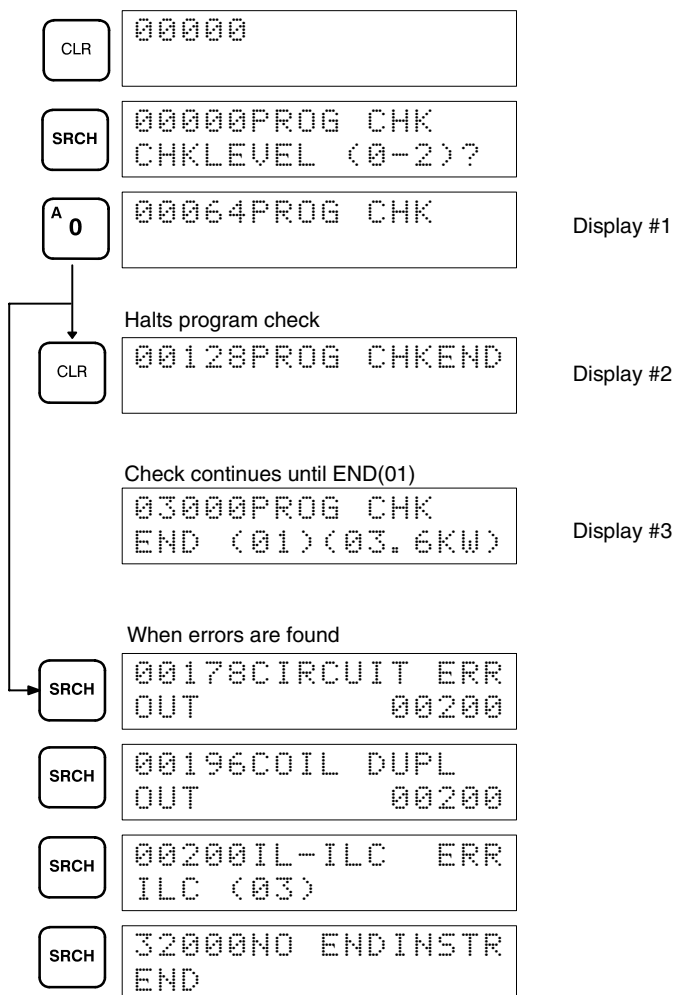 CLR
00000
SRCH
00000PROG CHK
CHKLEVEL (0-2)?
A 0
00064PROG CHK
Display #1
Halts program check
CLR
00128PROG CHKEND
Display #2
Check continues until END(01)
03000PROG CHK
END (01)(03.6KW)
Display #3
When errors are found
SRCH
00178CIRCUIT ERR
OUT 00200
SRCH
00196COIL DUPL
OUT 00200
SRCH
00200IL-ILC ERR
ILC (03)
SRCH
32000NO ENDINSTR
END